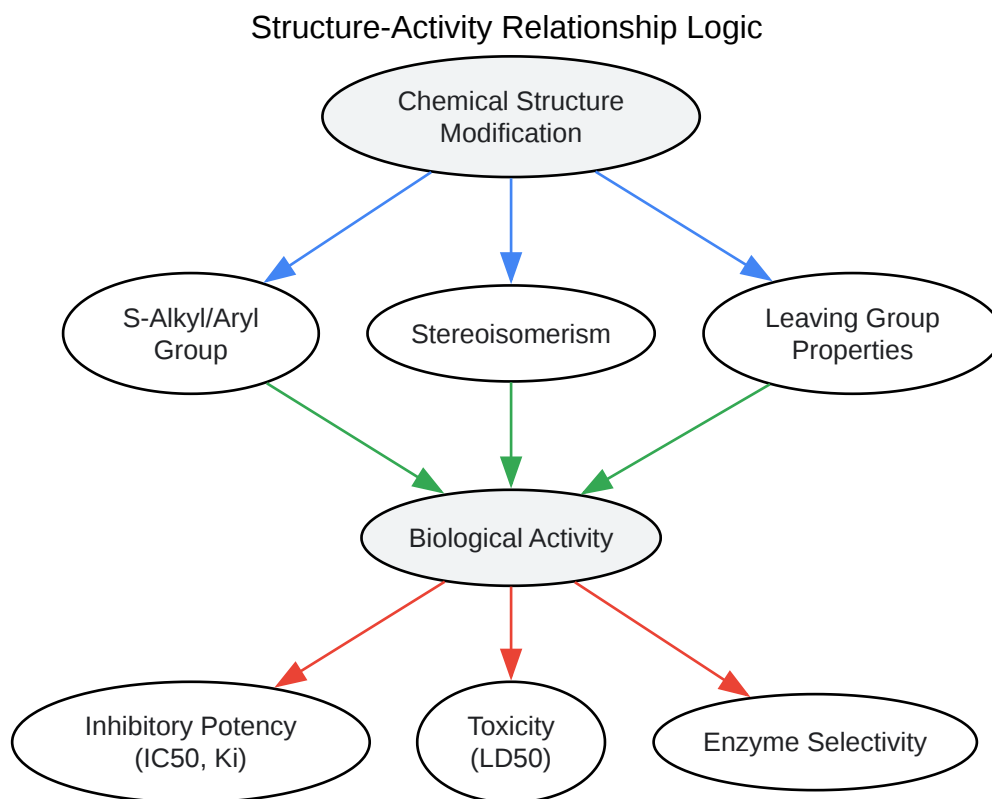 Structure-Activity Relationship Logic
Chemical Structure
Modification
S-Alkyl/Aryl
Group
Stereoisomerism
Leaving Group
Properties
Biological Activity
Inhibitory Potency
(IC50, Ki)
Toxicity
(LD50)
Enzyme Selectivity